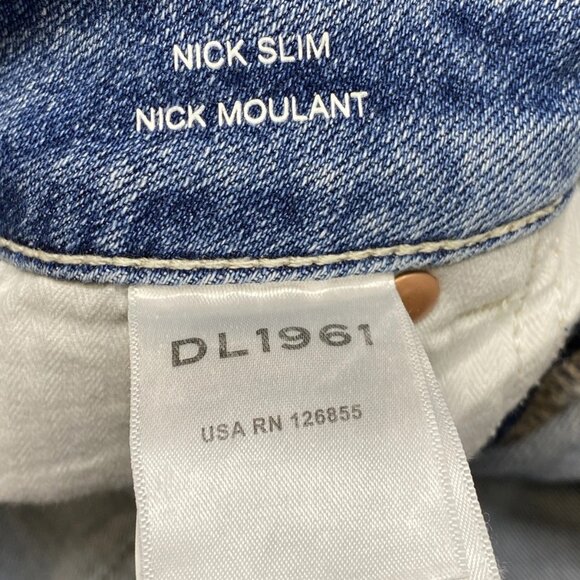 NICK SLIM
NICK MOULANT
DL1961
USA RN 126855